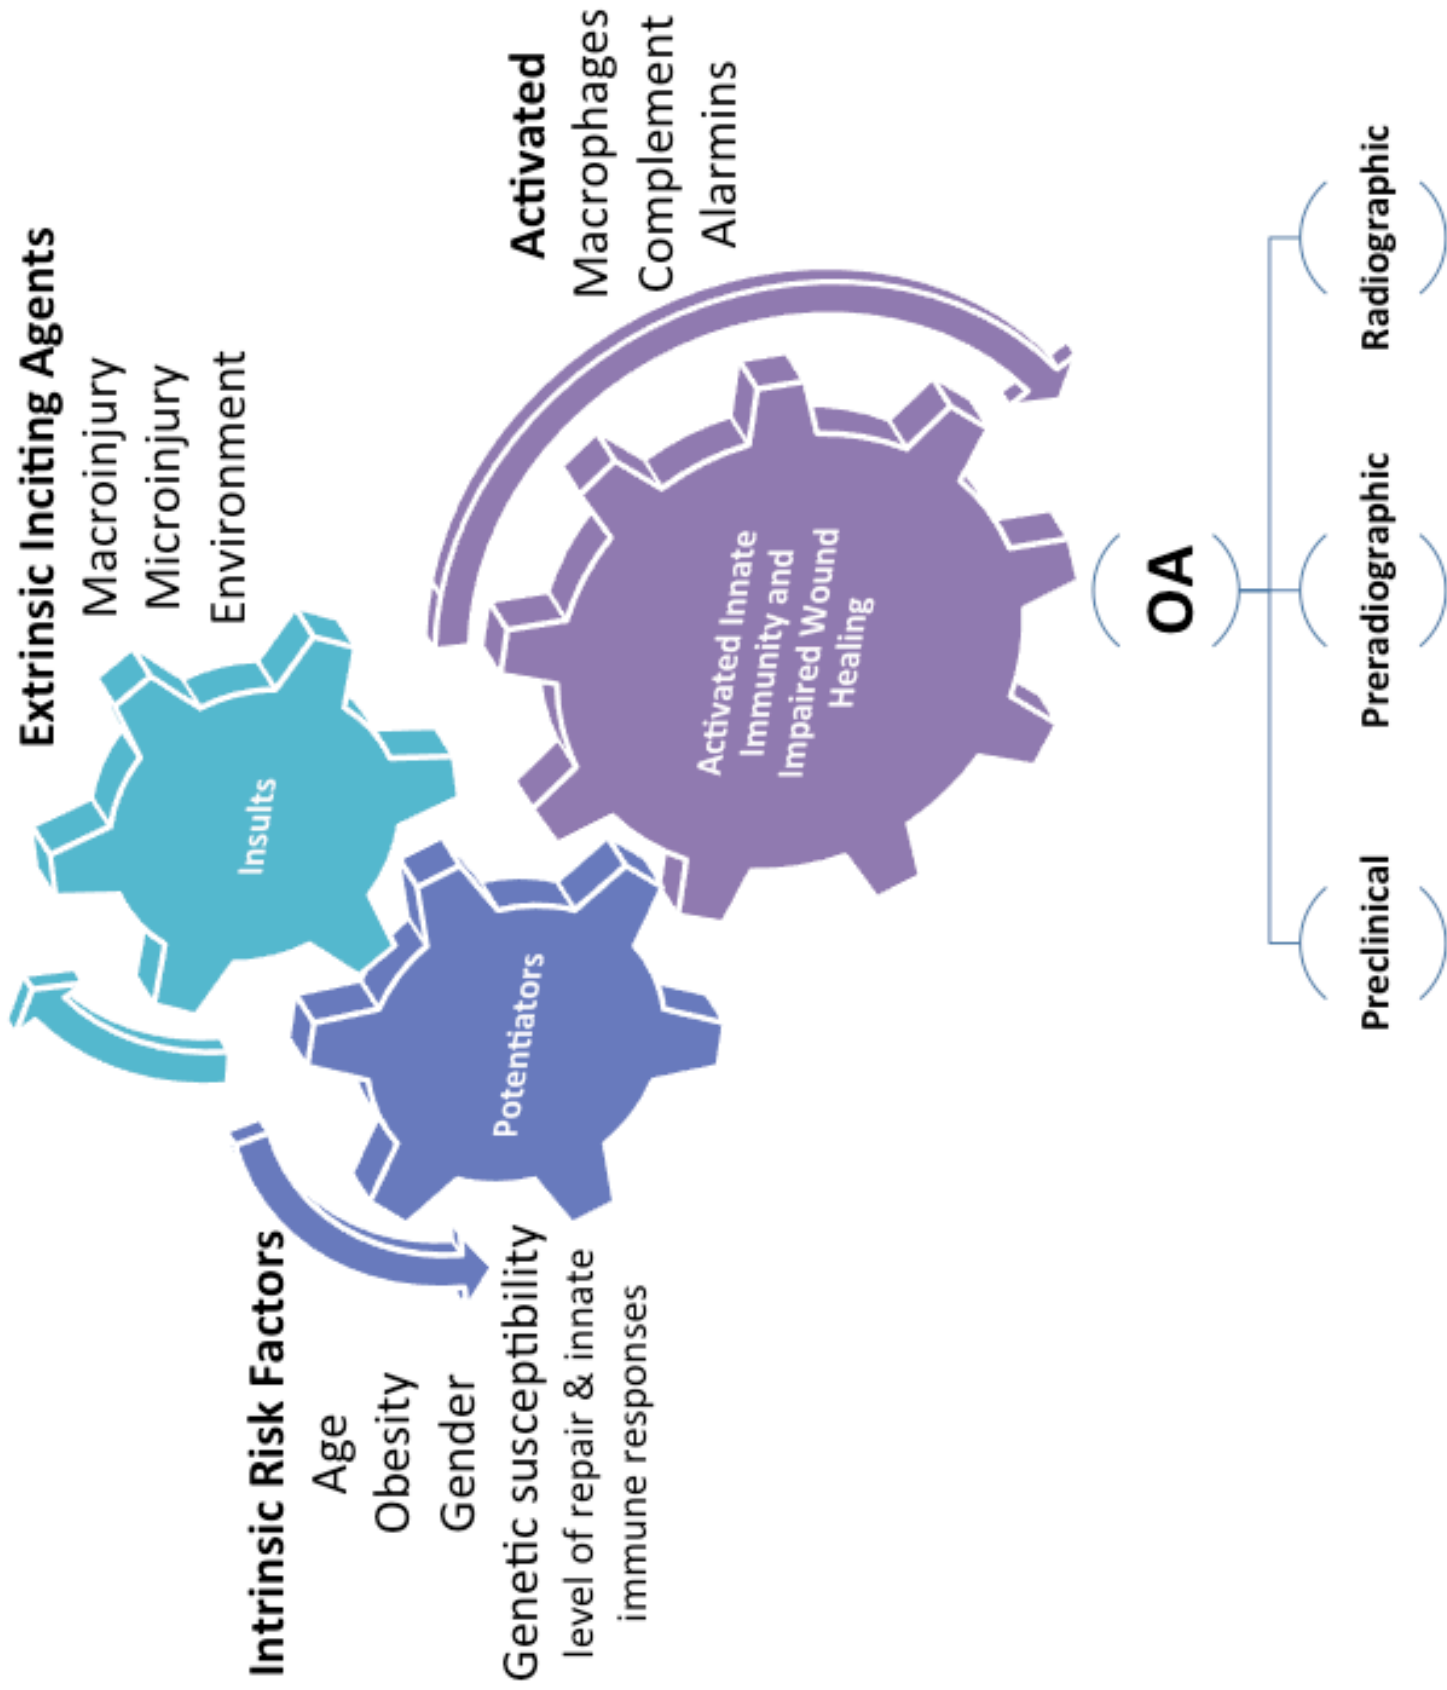 Extrinsic Inciting Agents
Macroinjury
Microinjury
Environment
Insults
Intrinsic Risk Factors
Age
Obesity
Gender
Genetic susceptibility
level of repair & innate
immune responses
Potentiators
Activated
Macrophages
Complement
Alarmins
Activated Innate
Immunity and
Impaired Wound
Healing
OA
Preclinical
Preradiographic
Radiographic